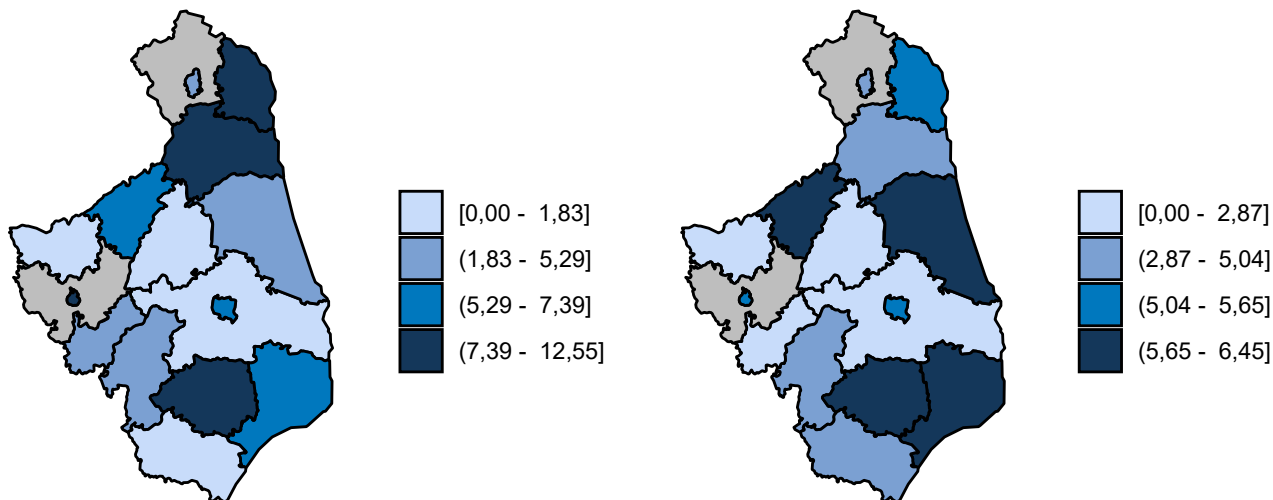 [0,00 - 1,83]
(1,83 - 5,29]
(5,29 - 7,39]
(7,39 - 12,55]
[0,00 - 2,87]
(2,87 - 5,04]
(5,04 - 5,65]
(5,65 - 6,45]